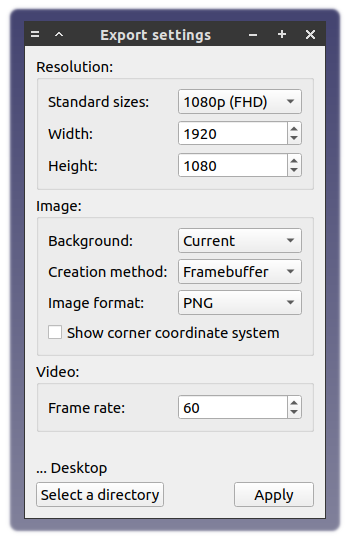 Export settings
Resolution:
Standard sizes: 1080p (FHD)
Width: 1920
Height: 1080
Image:
Background: Current
Creation method: Framebuffer
Image format: PNG
Show corner coordinate system
Video:
Frame rate: 60
... Desktop
Select a directory Apply